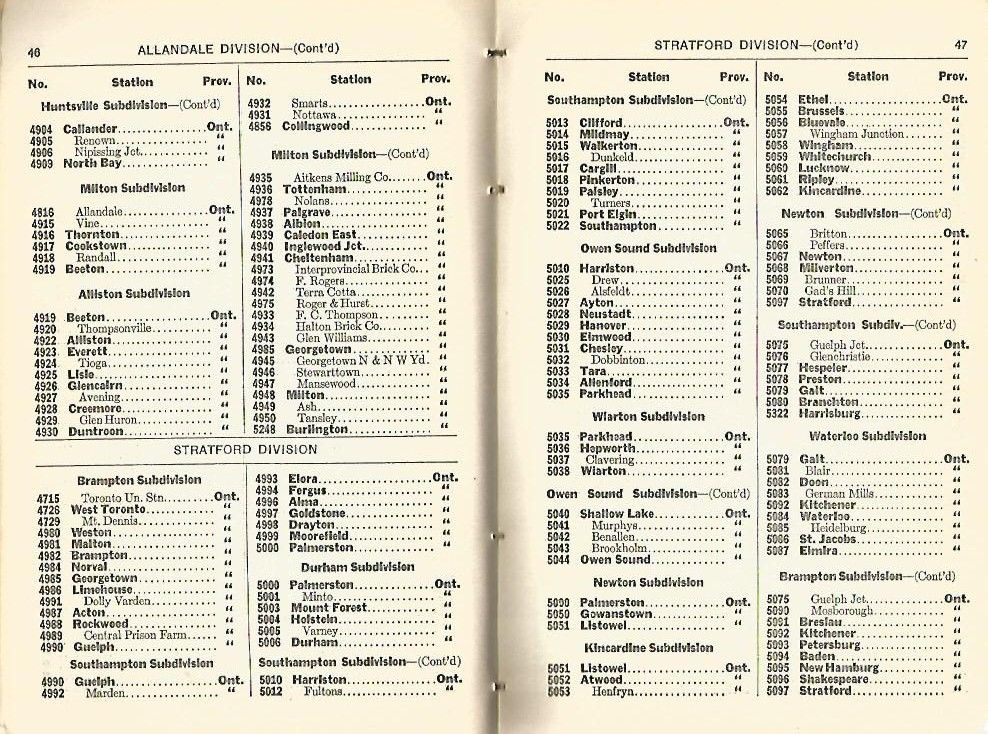 46
ALLANDALE DIVISION—(Cont'd)
No. Station Prov.
Huntsville Subdivision—(Cont'd)
4904 Callander...............Ont.
4905 Renown................ "
4906 Nipissing Jct............ "
4909 North Bay............... "
Milton Subdivision
4816 Allandale...............Ont.
4915 Vine.................. "
4916 Thornton............... "
4917 Cookstown.............. "
4918 Randall................ "
4919 Beeton................. "
Alliston Subdivision
4919 Beeton.................Ont.
4920 Thompsonville........... "
4922 Alliston................ "
4923 Everett................ "
4924 Tioga................. "
4925 Lisle.................. "
4926 Glencairn.............. "
4927 Avening............... "
4928 Creemore.............. "
4929 Glen Huron............. "
4930 Duntroon.............. "
No. Station Prov.
4932 Smarts.................Ont.
4931 Nottawa............... "
4856 Collingwood............. "
Milton Subdivision—(Cont'd)
4935 Aitkens Milling Co.......Ont.
4936 Tottenham.............. "
4978 Nolans................ "
4937 Palgrave............... "
4938 Albion................. "
4939 Caledon East............ "
4940 Inglewood Jct........... "
4941 Cheltenham............. "
4973 Interprovincial Brick Co... "
4974 F. Rogers.............. "
4942 Terra Cotta............. "
4975 Roger & Hurst........... "
4933 F. C. Thompson.......... "
4934 Halton Brick Co.......... "
4943 Glen Williams........... "
4985 Georgetown............. "
4945 Georgetown N & N W Yd. "
4946 Stewarttown............ "
4947 Mansewood............ "
4948 Milton................. "
4949 Ash................... "
4950 Tansley................ "
5248 Burlington.............. "
STRATFORD DIVISION
Brampton Subdivision
4715 Toronto Un. Stn.........Ont.
4726 West Toronto............ "
4729 Mt. Dennis............. "
4980 Weston................ "
4981 Malton................ "
4982 Brampton.............. "
4984 Norval................ "
4985 Georgetown............. "
4986 Limehouse.............. "
4991 Dolly Varden............ "
4987 Acton................. "
4988 Rockwood.............. "
4989 Central Prison Farm...... "
4990 Guelph................ "
Southampton Subdivision
4990 Guelph.................Ont.
4992 Marden............... "
4993 Elora..................Ont.
4994 Fergus................. "
4996 Alma.................. "
4997 Goldstone.............. "
4998 Drayton................ "
4999 Moorefield.............. "
5000 Palmerston............. "
Durham Subdivision
5000 Palmerston..............Ont.
5001 Minto................. "
5003 Mount Forest............ "
5004 Holstein................ "
5005 Varney................ "
5006 Durham................ "
Southampton Subdivision—(Cont'd)
5010 Harriston...............Ont.
5012 Fultons................ "
STRATFORD DIVISION—(Cont'd)
47
No. Station Prov.
Southampton Subdivision—(Cont'd)
5013 Clifford.................Ont.
5014 Mildmay............... "
5015 Walkerton.............. "
5016 Dunkeld............... "
5017 Cargill................. "
5018 Pinkerton.............. "
5019 Paisley................ "
5020 Turners............... "
5021 Port Elgin.............. "
5022 Southampton............ "
Owen Sound Subdivision
5010 Harriston...............Ont.
5025 Drew................. "
5026 Alsfeldt............... "
5027 Ayton................. "
5028 Neustadt............... "
5029 Hanover............... "
5030 Elmwood............... "
5031 Chesley................ "
5032 Dobbinton............. "
5033 Tara.................. "
5034 Allenford............... "
5035 Parkhead............... "
Wiarton Subdivision
5035 Parkhead...............Ont.
5036 Hepworth.............. "
5037 Clavering.............. "
5038 Wiarton................ "
Owen Sound Subdivision—(Cont'd)
5040 Shallow Lake............Ont.
5041 Murphys............... "
5042 Benallen............... "
5043 Brookholm............. "
5044 Owen Sound............ "
Newton Subdivision
5000 Palmerston..............Ont.
5050 Gowanstown............ "
5051 Listowel................ "
Kincardine Subdivision
5051 Listowel................Ont.
5052 Atwood................ "
5053 Henfryn............... "
No. Station Prov.
5054 Ethel..................Ont.
5055 Brussels................ "
5056 Bluevale............... "
5057 Wingham Junction....... "
5058 Wingham............... "
5059 Whitechurch............ "
5060 Lucknow............... "
5061 Ripley................. "
5062 Kincardine.............. "
Newton Subdivision—(Cont'd)
5065 Britton................Ont.
5066 Peffers................ "
5067 Newton................ "
5068 Milverton.............. "
5069 Brunner............... "
5070 Gad's Hill.............. "
5097 Stratford............... "
Southampton Subdiv.—(Cont'd)
5075 Guelph Jct..............Ont.
5076 Glenchristie............ "
5077 Hespeler............... "
5078 Preston................ "
5079 Galt.................. "
5080 Branchton.............. "
5322 Harrisburg.............. "
Waterloo Subdivision
5079 Galt...................Ont.
5081 Blair.................. "
5082 Doon.................. "
5083 German Mills........... "
5092 Kitchener.............. "
5084 Waterloo............... "
5085 Heidelburg............. "
5086 St. Jacobs.............. "
5087 Elmira................. "
Brampton Subdivision—(Cont'd)
5075 Guelph Jct..............Ont.
5090 Mosborough............ "
5091 Breslau................ "
5092 Kitchener.............. "
5093 Petersburg.............. "
5094 Baden................. "
5095 New Hamburg........... "
5096 Shakespeare............ "
5097 Stratford............... "